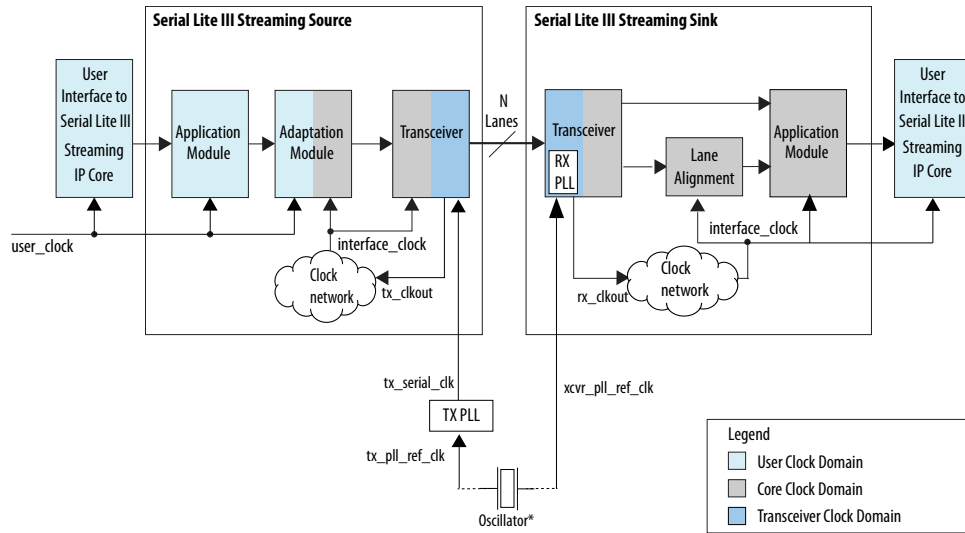 Serial Lite III Streaming Source
Serial Lite III Streaming Sink
User
Interface to
Serial Lite III
Streaming
IP Core
Application
Module
Adaptation
Module
Transceiver
N
Lanes
Transceiver
RX
PLL
Lane
Alignment
Application
Module
User
Interface to
Serial Lite II
Streaming
IP Core
user_clock
interface_clock
Clock
network
tx_clkout
interface_clock
rx_clkout
Clock
network
tx_serial_clk
xcvr_pll_ref_clk
TX PLL
tx_pll_ref_clk
Oscillator*
Legend
User Clock Domain
Core Clock Domain
Transceiver Clock Domain